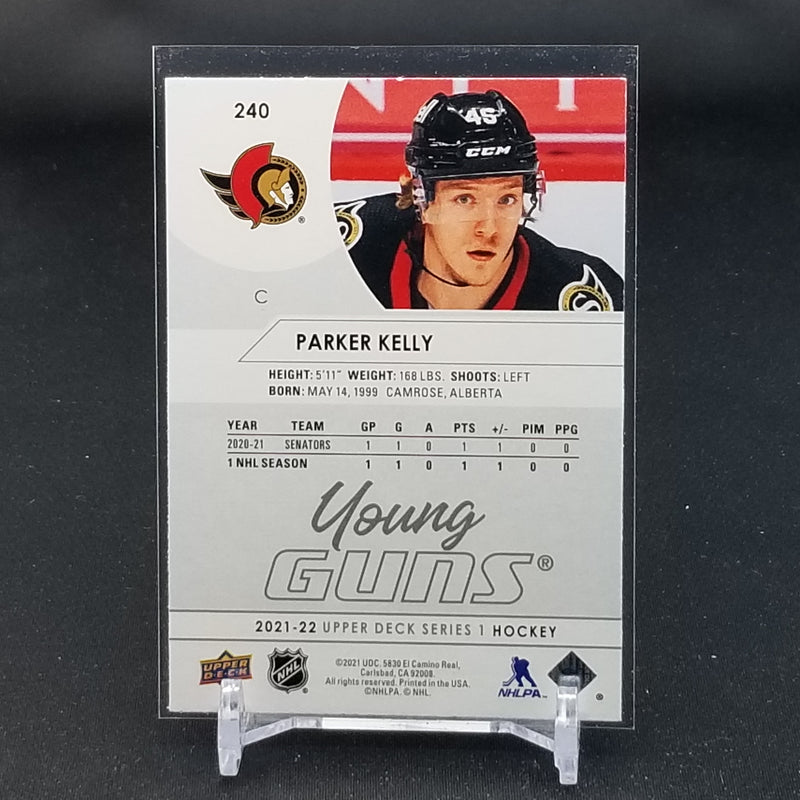 240
45
CCM
C
PARKER KELLY
HEIGHT: 5'11" WEIGHT: 168 LBS. SHOOTS: LEFT
BORN: MAY 14, 1999 CAMROSE, ALBERTA
YEAR TEAM GP G A PTS +/- PIM PPG
2020-21 SENATORS 1 1 0 1 1 0 0
1 NHL SEASON 1 1 0 1 1 0 0
Young
GUNS®
2021-22 UPPER DECK SERIES 1 HOCKEY
UPPER DECK
NHL
©2021 UDC. 5830 El Camino Real,
Carlsbad, CA 92008.
All rights reserved. Printed in the USA.
©NHLPA. © NHL.
NHLPA™
®